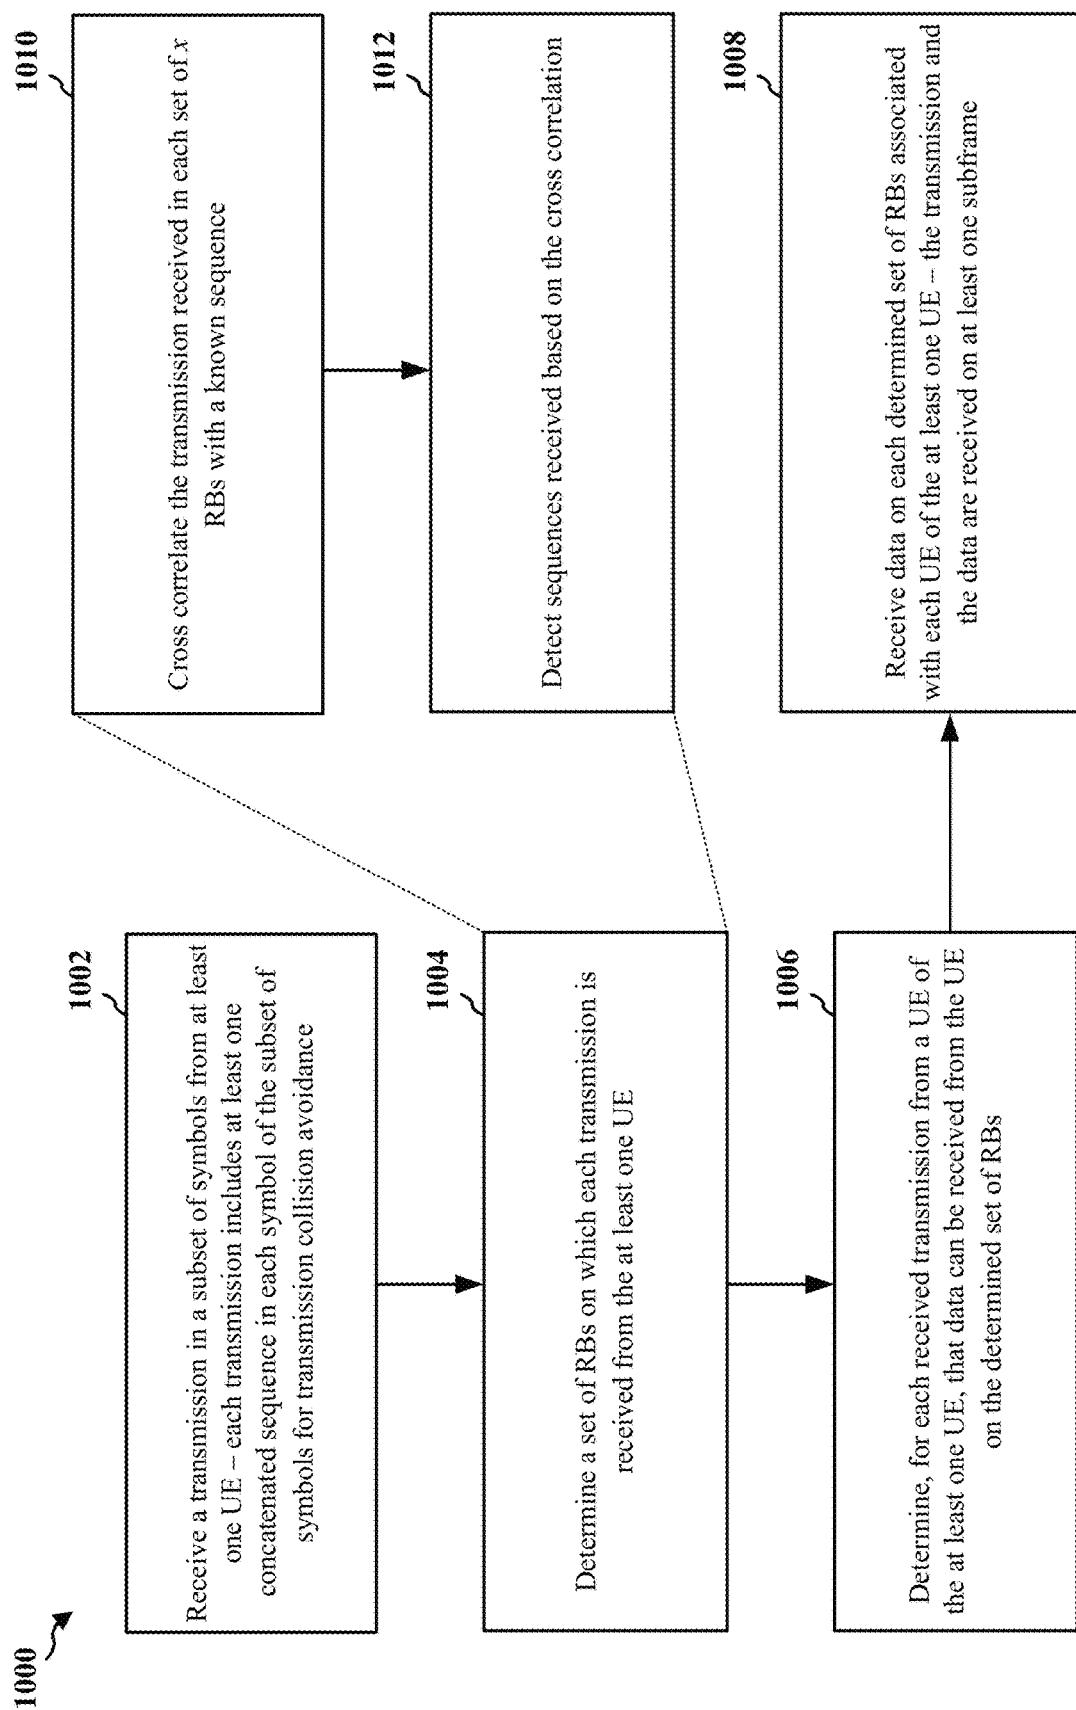 1000
1002
Receive a transmission in a subset of symbols from at least
one UE – each transmission includes at least one
concatenated sequence in each symbol of the subset of
symbols for transmission collision avoidance
1004
Determine a set of RBs on which each transmission is
received from the at least one UE
1006
Determine, for each received transmission from a UE of
the at least one UE, that data can be received from the UE
on the determined set of RBs
1010
Cross correlate the transmission received in each set of x
RBs with a known sequence
1012
Detect sequences received based on the cross correlation
1008
Receive data on each determined set of RBs associated
with each UE of the at least one UE – the transmission and
the data are received on at least one subframe